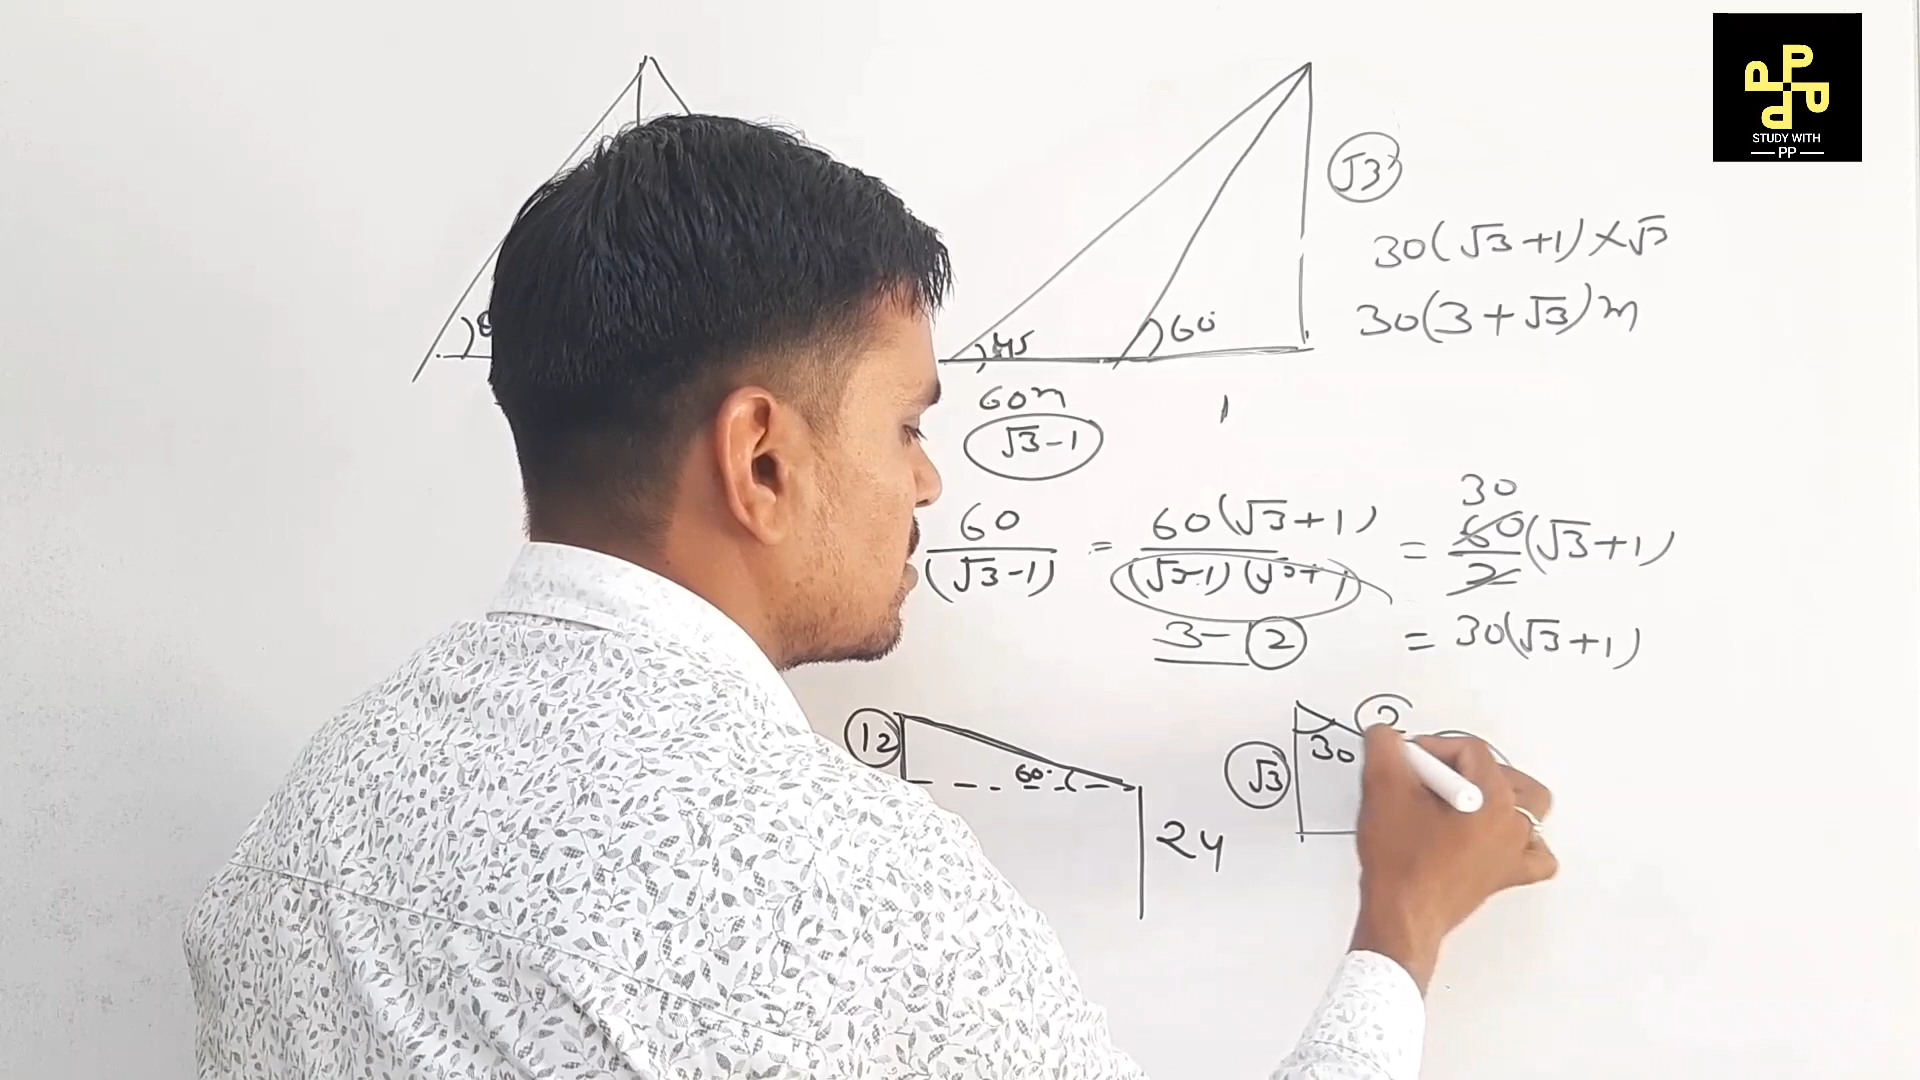 PPPP
STUDY WITH
PP
√3
30(√3+1)×√3
30(3+√3)m
45
60°
60m
1
√3-1
60/(√3-1) = 60(√3+1)/(√3-1)(√3+1) = 60/2(√3+1)
30
3-
2
= 30(√3+1)
12
60°
24
√3
30
2